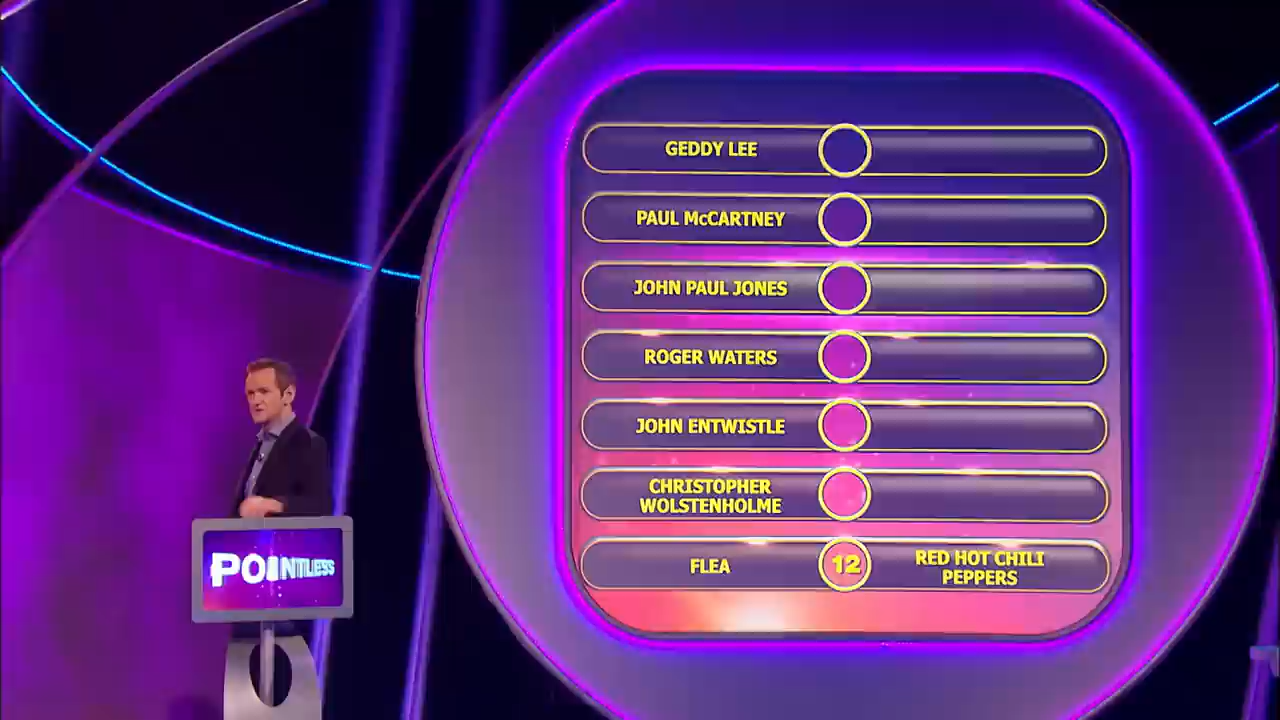 GEDDY LEE
PAUL McCARTNEY
JOHN PAUL JONES
ROGER WATERS
JOHN ENTWISTLE
CHRISTOPHER
WOLSTENHOLME
FLEA
12
RED HOT CHILI
PEPPERS
POINTLESS